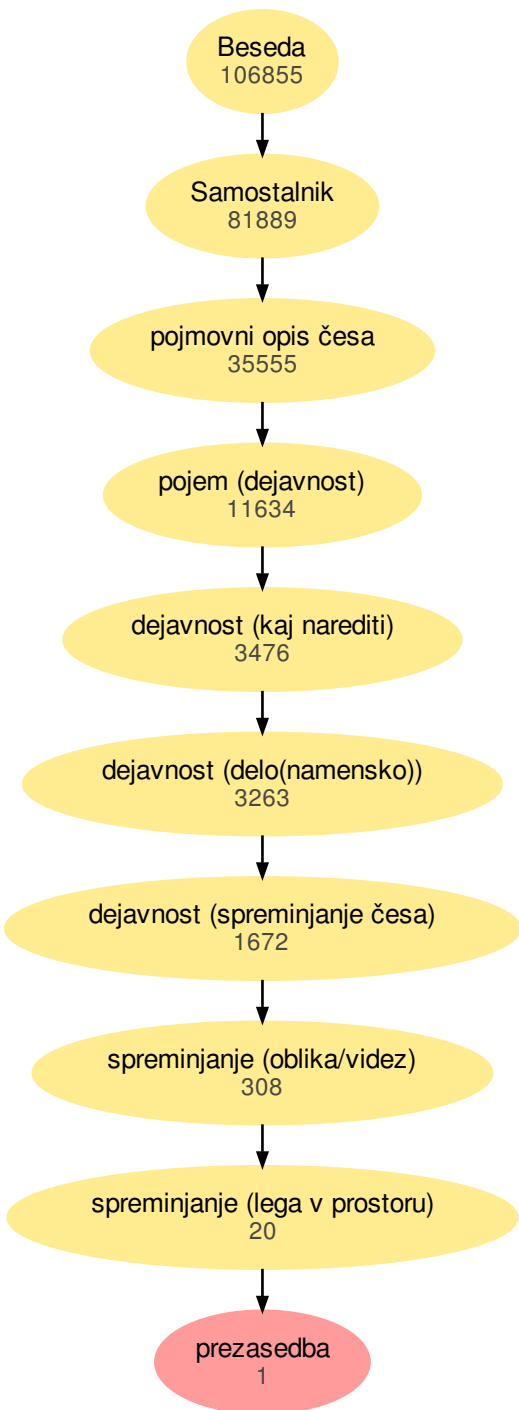 Beseda
106855
Samostalnik
81889
pojmovni opis česa
35555
pojem (dejavnost)
11634
dejavnost (kaj narediti)
3476
dejavnost (delo(namensko))
3263
dejavnost (spreminjanje česa)
1672
spreminjanje (oblika/videz)
308
spreminjanje (lega v prostoru)
20
prezasedba
1